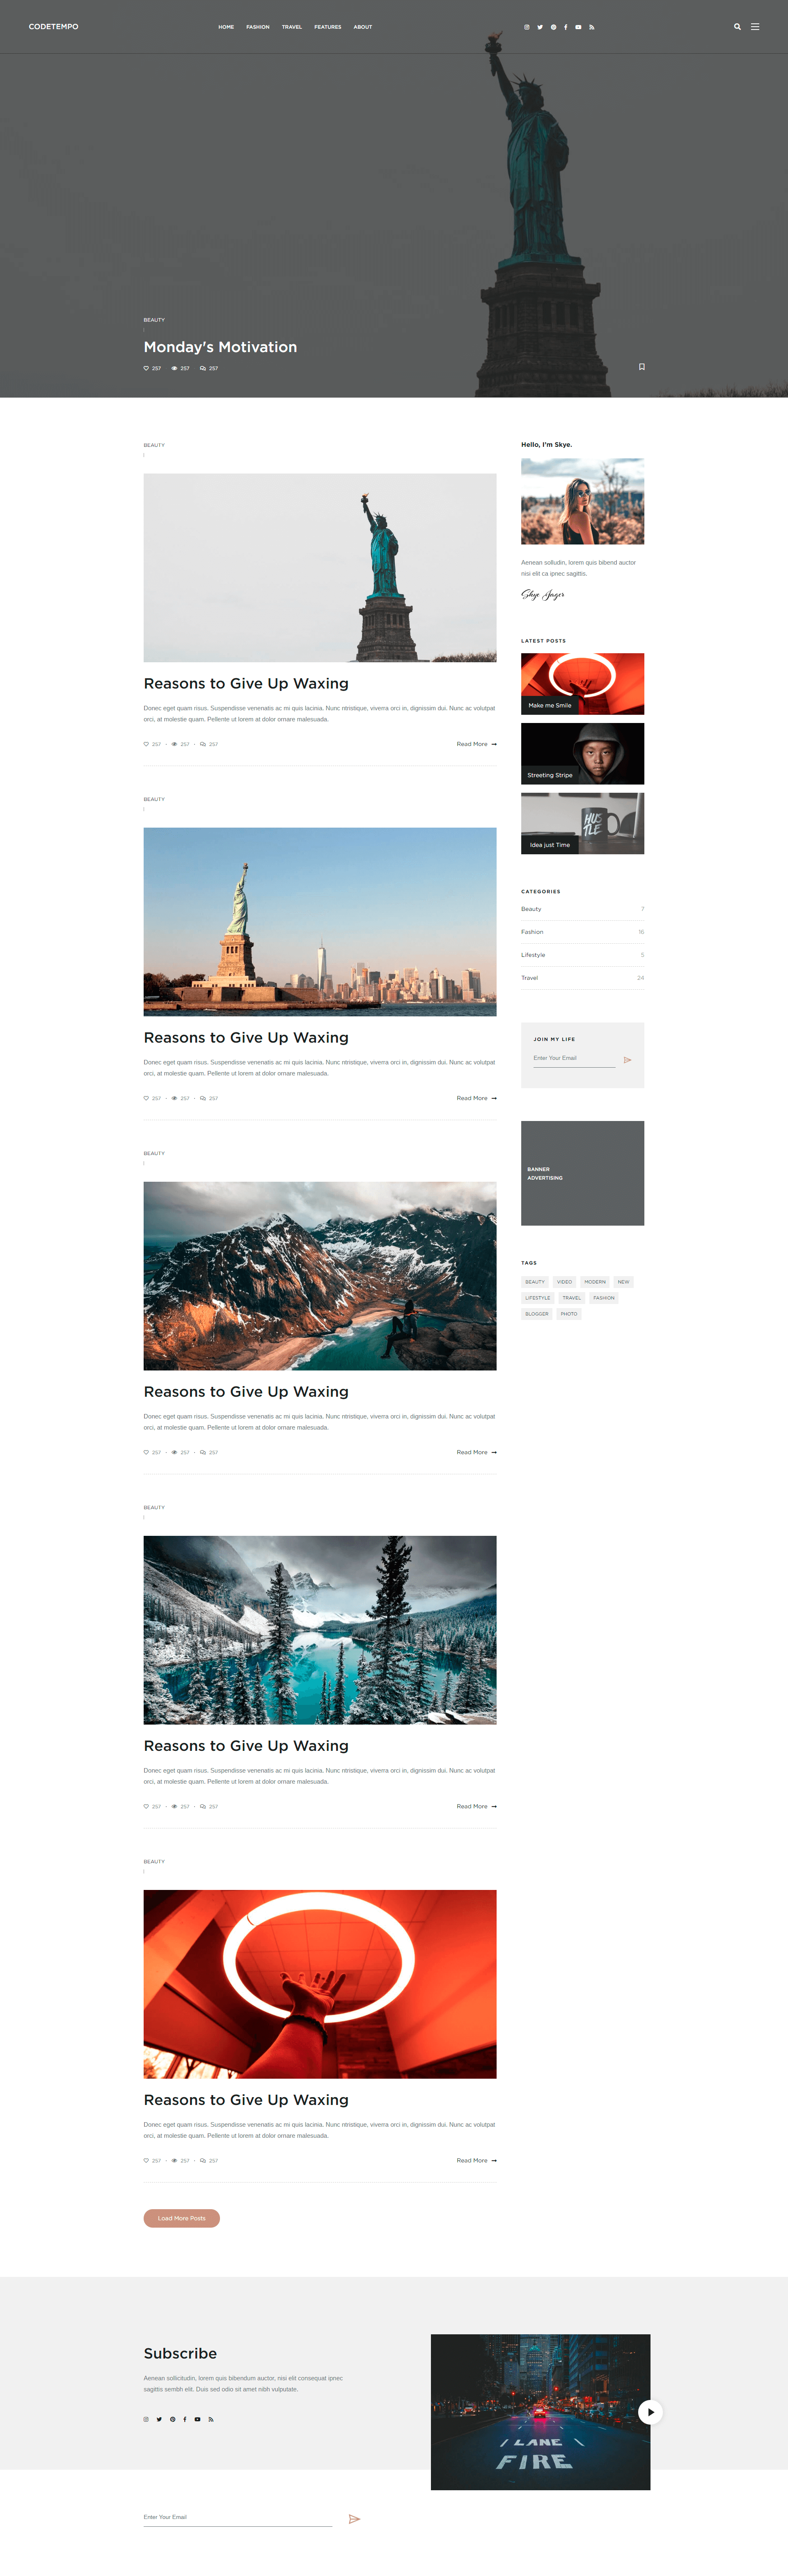 CODETEMPO
HOME FASHION TRAVEL FEATURES ABOUT
BEAUTY
Monday's Motivation
257 257 257
BEAUTY
Reasons to Give Up Waxing
Donec eget quam risus. Suspendisse venenatis ac mi quis lacinia. Nunc ntristique, viverra orci in, dignissim dui. Nunc ac volutpat
orci, at molestie quam. Pellente ut lorem at dolor ornare malesuada.
257 - 257 - 257 Read More
BEAUTY
Reasons to Give Up Waxing
Donec eget quam risus. Suspendisse venenatis ac mi quis lacinia. Nunc ntristique, viverra orci in, dignissim dui. Nunc ac volutpat
orci, at molestie quam. Pellente ut lorem at dolor ornare malesuada.
257 - 257 - 257 Read More
BEAUTY
Reasons to Give Up Waxing
Donec eget quam risus. Suspendisse venenatis ac mi quis lacinia. Nunc ntristique, viverra orci in, dignissim dui. Nunc ac volutpat
orci, at molestie quam. Pellente ut lorem at dolor ornare malesuada.
257 - 257 - 257 Read More
BEAUTY
Reasons to Give Up Waxing
Donec eget quam risus. Suspendisse venenatis ac mi quis lacinia. Nunc ntristique, viverra orci in, dignissim dui. Nunc ac volutpat
orci, at molestie quam. Pellente ut lorem at dolor ornare malesuada.
257 - 257 - 257 Read More
BEAUTY
Reasons to Give Up Waxing
Donec eget quam risus. Suspendisse venenatis ac mi quis lacinia. Nunc ntristique, viverra orci in, dignissim dui. Nunc ac volutpat
orci, at molestie quam. Pellente ut lorem at dolor ornare malesuada.
257 - 257 - 257 Read More
Load More Posts
Hello, I'm Skye.
Aenean solludin, lorem quis bibend auctor
nisi elit ca ipnec sagittis.
Skye Jager
LATEST POSTS
Make me Smile
Streeting Stripe
HUS
TLE
Idea just Time
CATEGORIES
Beauty 7
Fashion 16
Lifestyle 5
Travel 24
JOIN MY LIFE
Enter Your Email
BANNER
ADVERTISING
TAGS
BEAUTY VIDEO MODERN NEW
LIFESTYLE TRAVEL FASHION
BLOGGER PHOTO
Subscribe
Aenean sollicitudin, lorem quis bibendum auctor, nisi elit consequat ipnec
sagittis sembh elit. Duis sed odio sit amet nibh vulputate.
LANE
FIRE
Enter Your Email